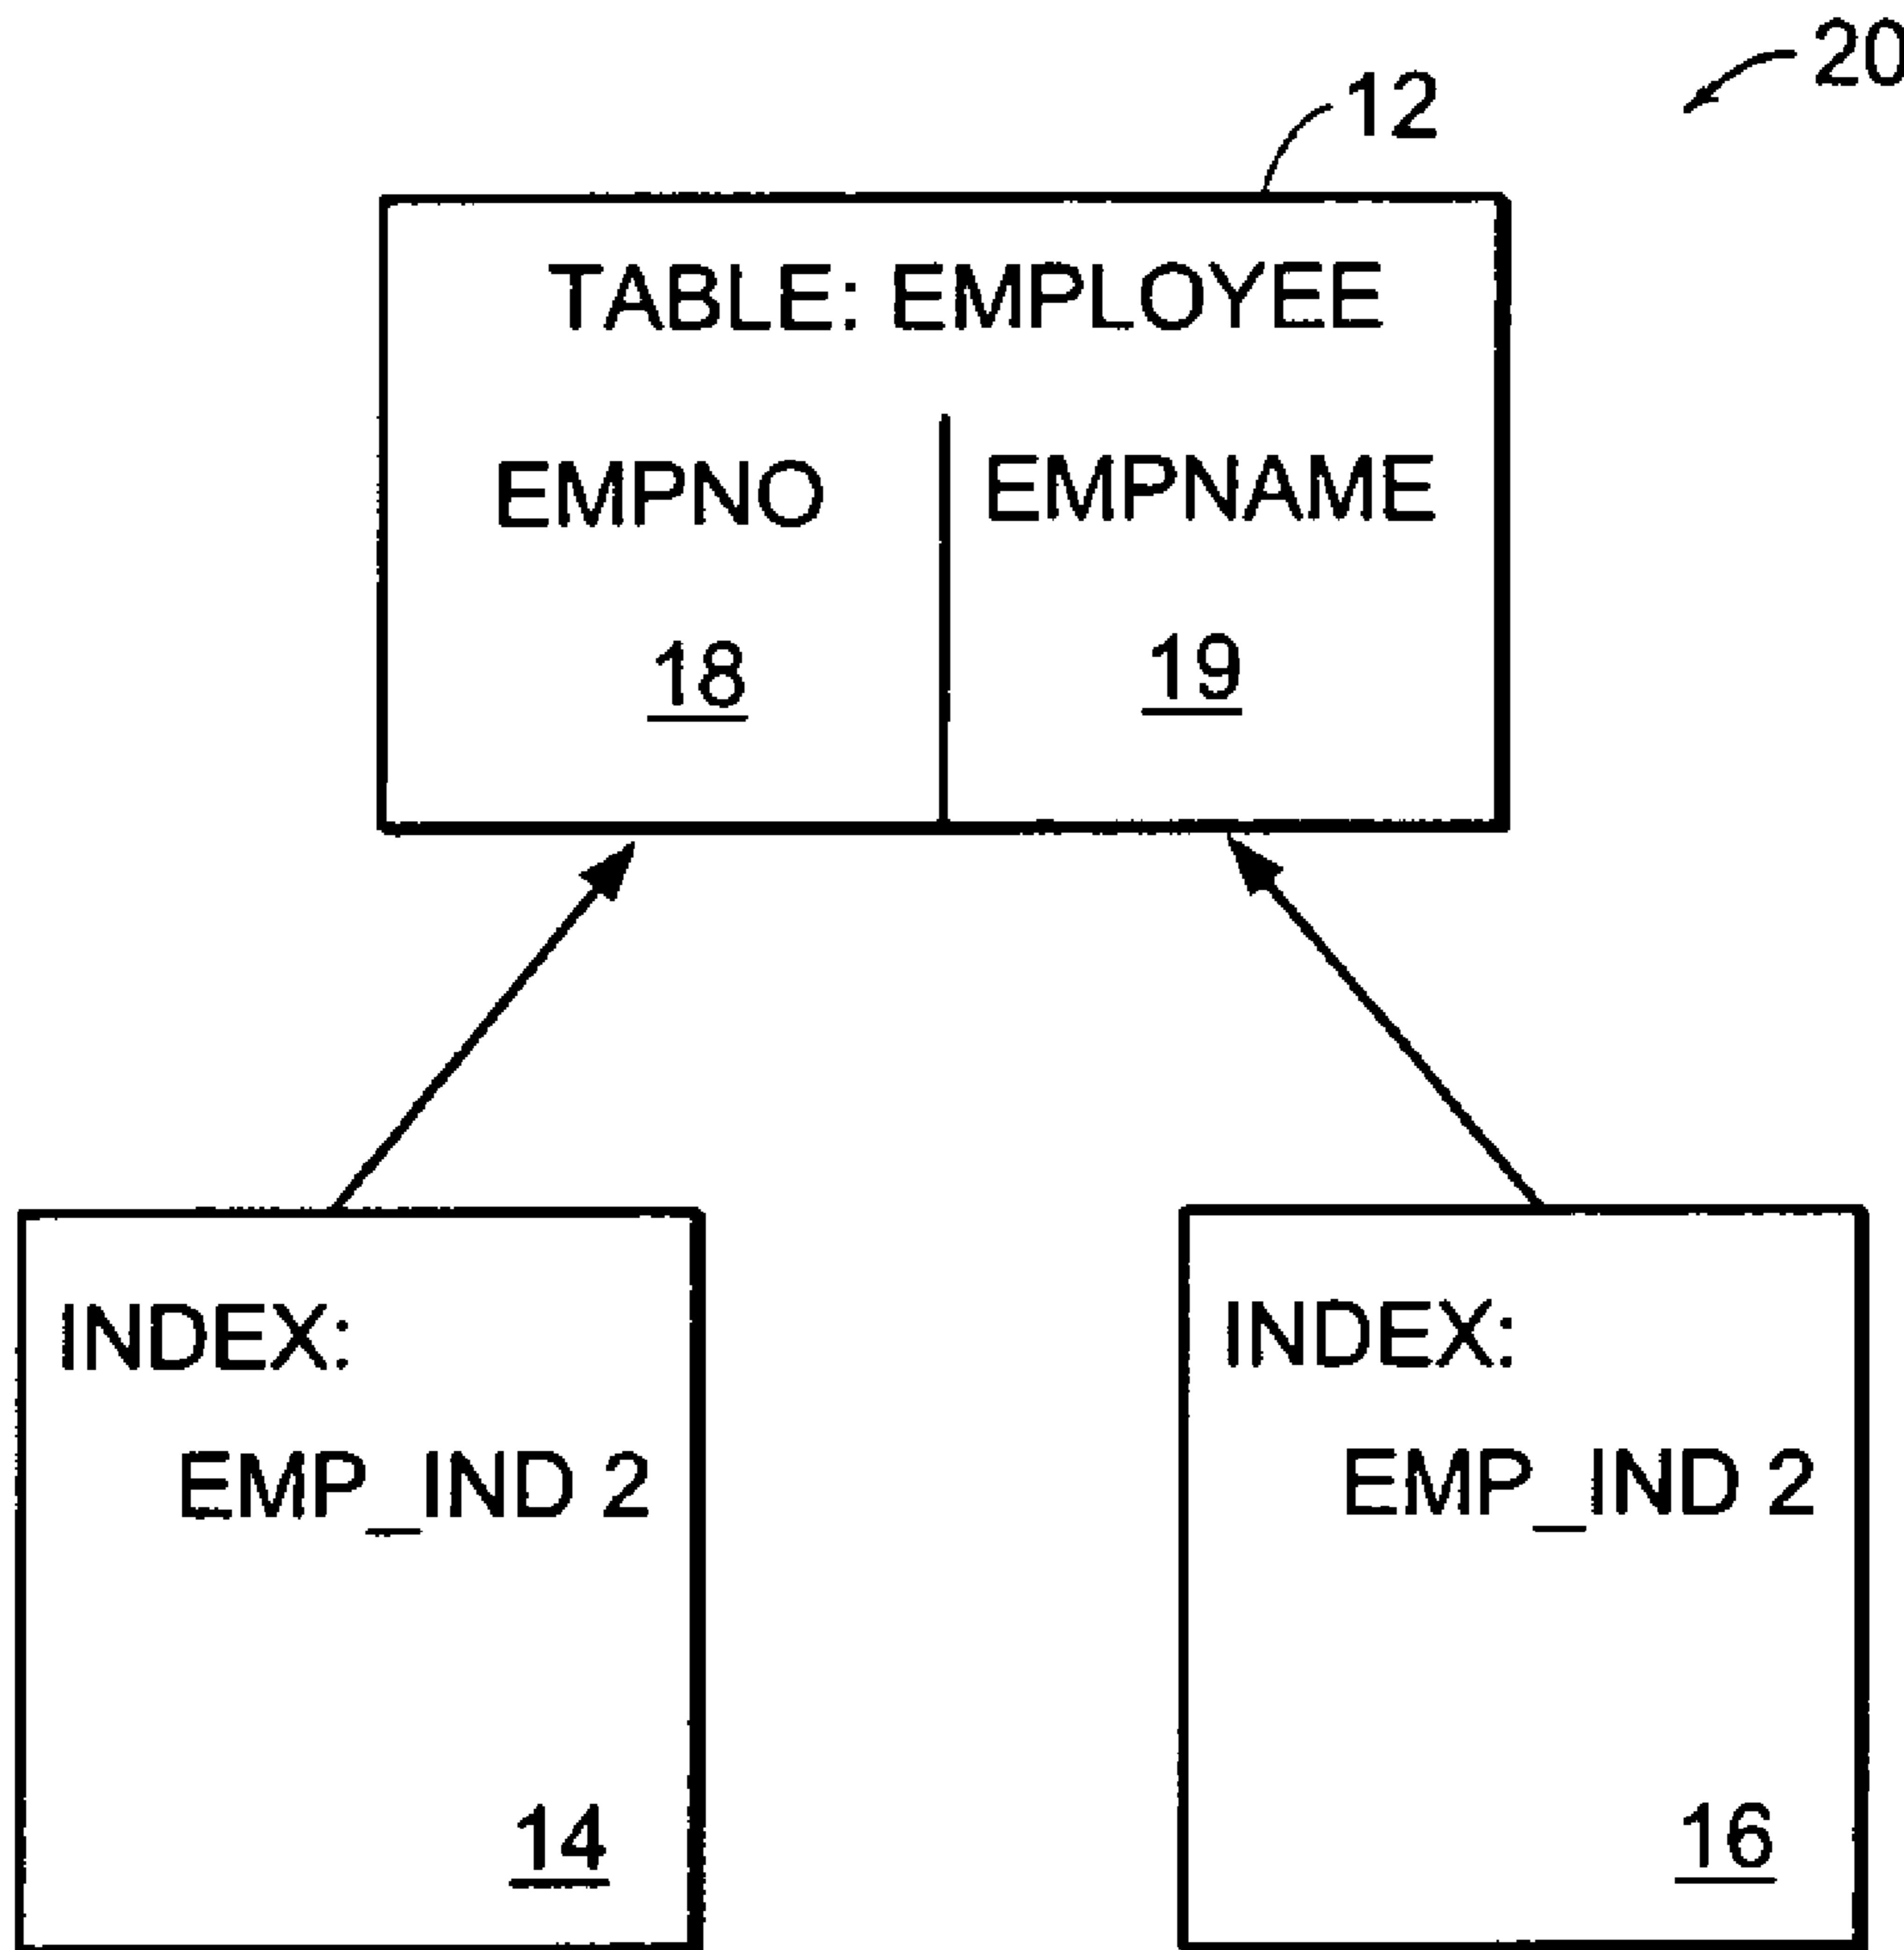 20
12
TABLE: EMPLOYEE
EMPNO
EMPNAME
18
19
INDEX:
EMP_IND 2
14
INDEX:
EMP_IND 2
16